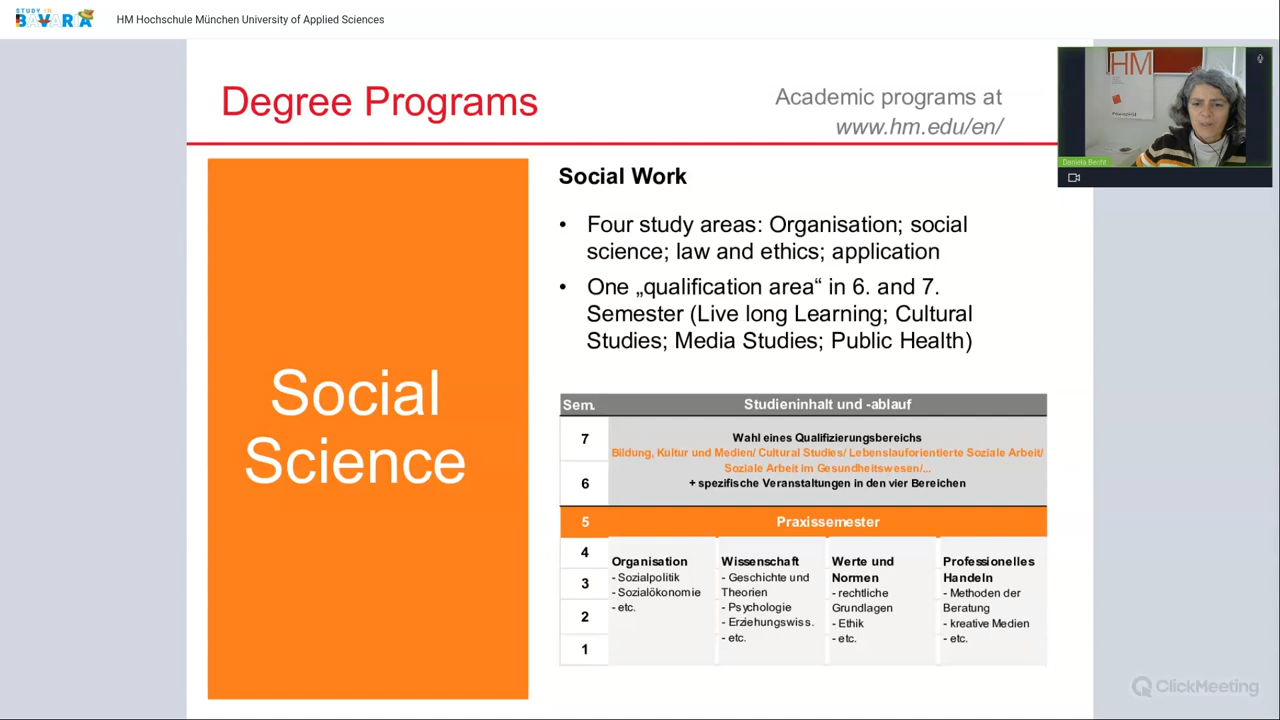 STUDY IN
BAVARIA
HM Hochschule München University of Applied Sciences
Degree Programs
Academic programs at
www.hm.edu/en/
HM
Daniela Becht
Social
Science
Social Work
• Four study areas: Organisation; social
science; law and ethics; application
• One „qualification area“ in 6. and 7.
Semester (Live long Learning; Cultural
Studies; Media Studies; Public Health)
Sem. Studieninhalt und -ablauf
7
Wahl eines Qualifizierungsbereichs
Bildung, Kultur und Medien/ Cultural Studies/ Lebenslauforientierte Soziale Arbeit/
Soziale Arbeit im Gesundheitswesen/...
6
+ spezifische Veranstaltungen in den vier Bereichen
5 Praxissemester
4
3
2
1
Organisation
- Sozialpolitik
- Sozialökonomie
- etc.
Wissenschaft
- Geschichte und
Theorien
- Psychologie
- Erziehungswiss.
- etc.
Werte und
Normen
- rechtliche
Grundlagen
- Ethik
- etc.
Professionelles
Handeln
- Methoden der
Beratung
- kreative Medien
- etc.
ClickMeeting